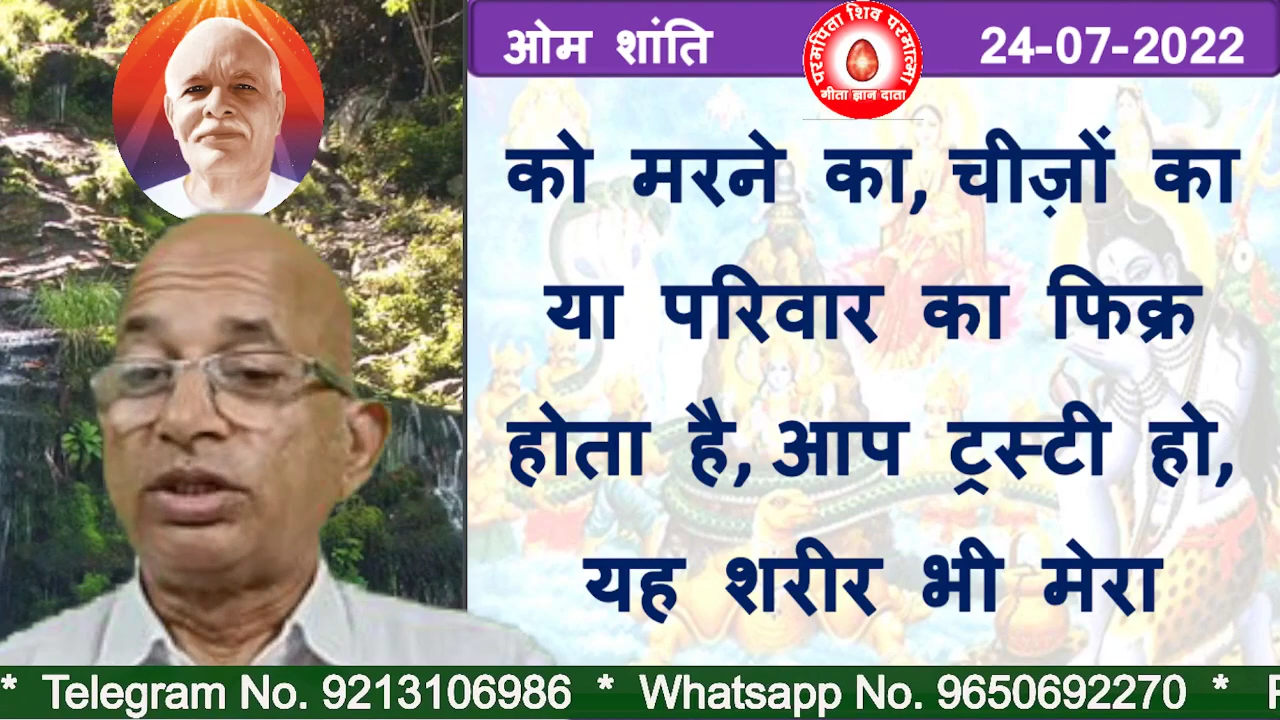 ओम शांति
परमपिता शिव परमात्मा
गीता ज्ञान दाता
24-07-2022
को मरने का, चीज़ों का
या परिवार का फिक्र
होता है, आप ट्रस्टी हो,
यह शरीर भी मेरा
* Telegram No. 9213106986 * Whatsapp No. 9650692270 *